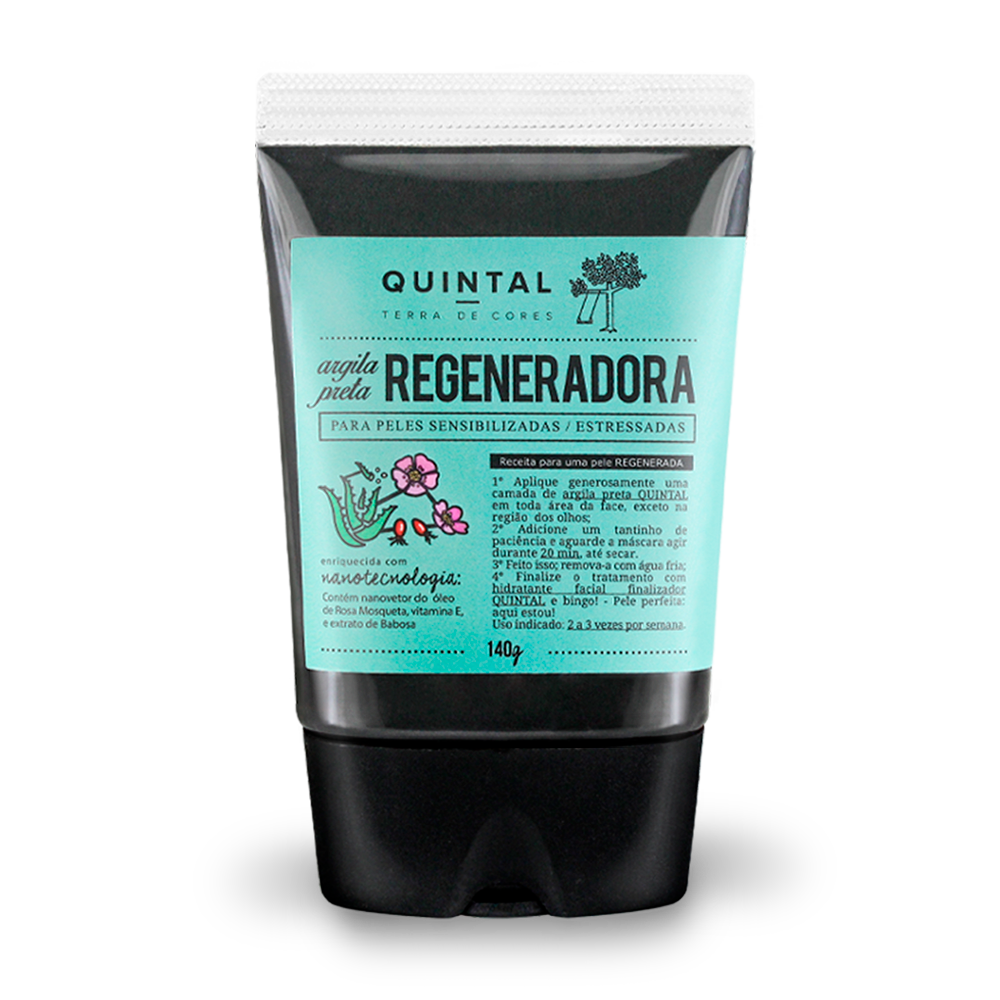 QUINTAL
TERRA DE CORES
argila
preta
REGENERADORA
PARA PELES SENSIBILIZADAS / ESTRESSADAS
enriquecida com
nanotecnologia:
Contém nanovetor do óleo
de Rosa Mosqueta, vitamina E,
e extrato de Babosa
Receita para uma pele REGENERADA
1º Aplique generosamente uma
camada de argila preta QUINTAL
em toda área da face, exceto na
região dos olhos;
2º Adicione um tantinho de
paciência e aguarde a máscara agir
durante 20 min, até secar.
3º Feito isso; remova-a com água fria;
4º Finalize o tratamento com
hidratante facial finalizador
QUINTAL e bingo! - Pele perfeita:
aqui estou!
Uso indicado: 2 a 3 vezes por semana.
140g